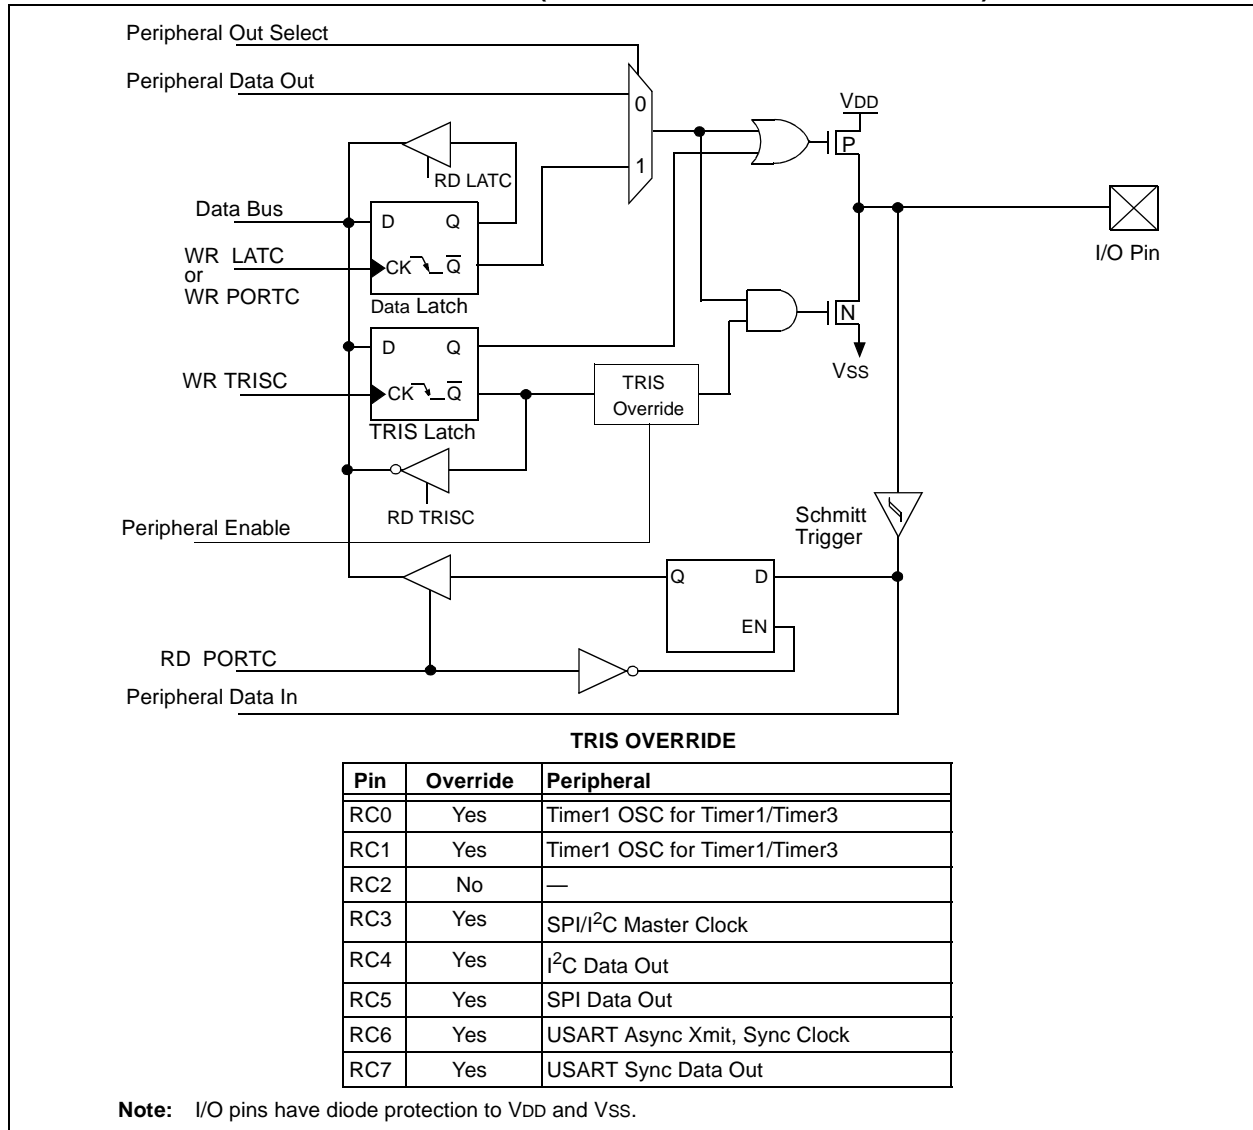 Peripheral Out Select
Peripheral Data Out
0
VDD
P
1
RD LATC
Data Bus
D Q
I/O Pin
WR LATC
or
WR PORTC
CK Q̅
Data Latch
N
D Q
VSS
WR TRISC
CK Q̅
TRIS
Override
TRIS Latch
RD TRISC
Schmitt
Trigger
Peripheral Enable
Q D
EN
RD PORTC
Peripheral Data In
TRIS OVERRIDE
Pin Override Peripheral
RC0 Yes Timer1 OSC for Timer1/Timer3
RC1 Yes Timer1 OSC for Timer1/Timer3
RC2 No —
RC3 Yes SPI/I²C Master Clock
RC4 Yes I²C Data Out
RC5 Yes SPI Data Out
RC6 Yes USART Async Xmit, Sync Clock
RC7 Yes USART Sync Data Out
Note: I/O pins have diode protection to VDD and VSS.